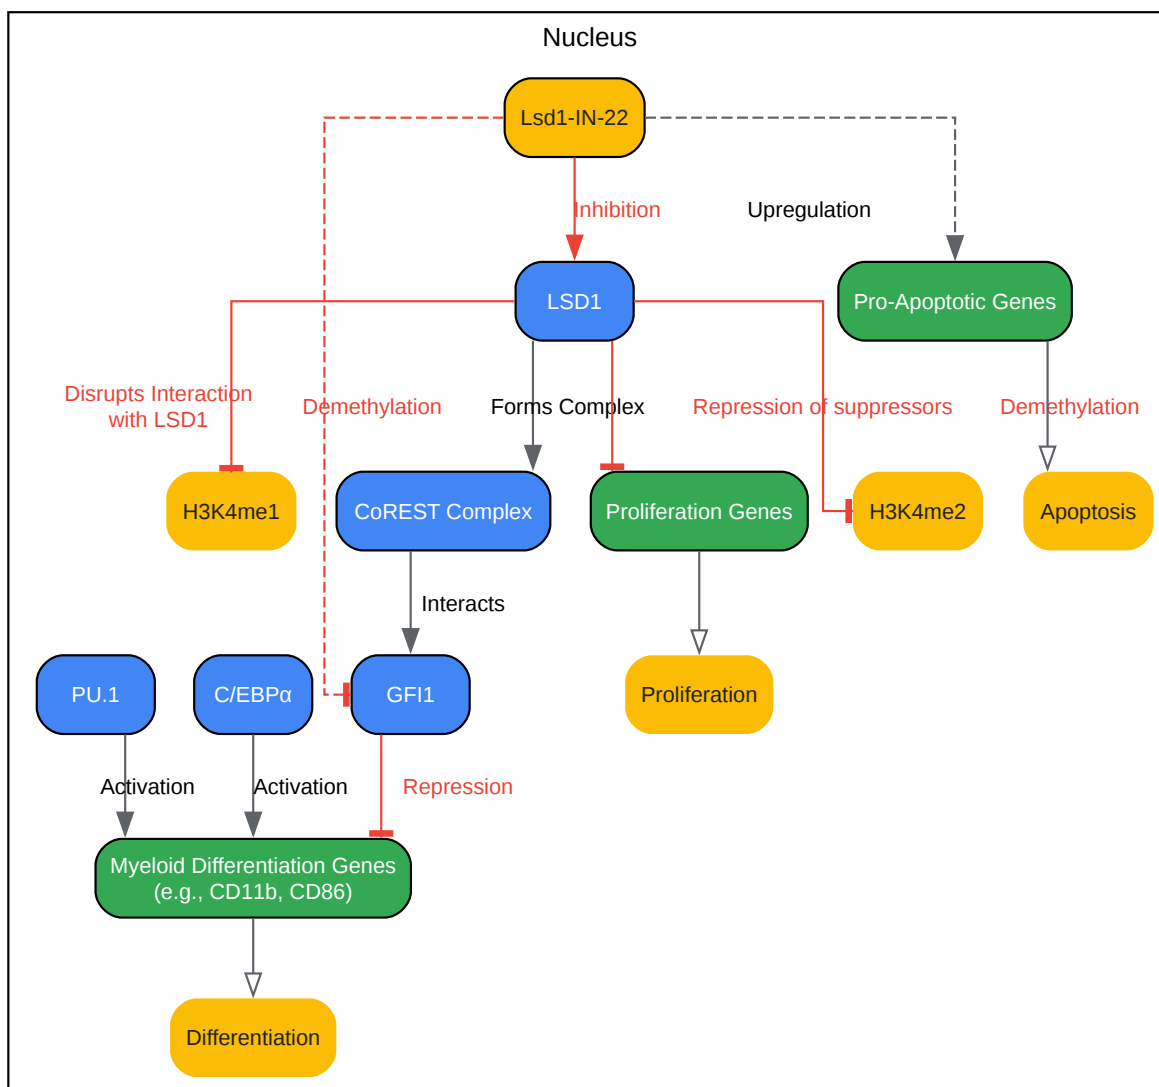 Nucleus
Lsd1-IN-22
Inhibition
Upregulation
LSD1
Pro-Apoptotic Genes
Disrupts Interaction
with LSD1
Demethylation
Forms Complex
Repression of suppressors
Demethylation
H3K4me1
CoREST Complex
Proliferation Genes
H3K4me2
Apoptosis
Interacts
PU.1
C/EBPα
GFI1
Proliferation
Activation
Activation
Repression
Myeloid Differentiation Genes
(e.g., CD11b, CD86)
Differentiation